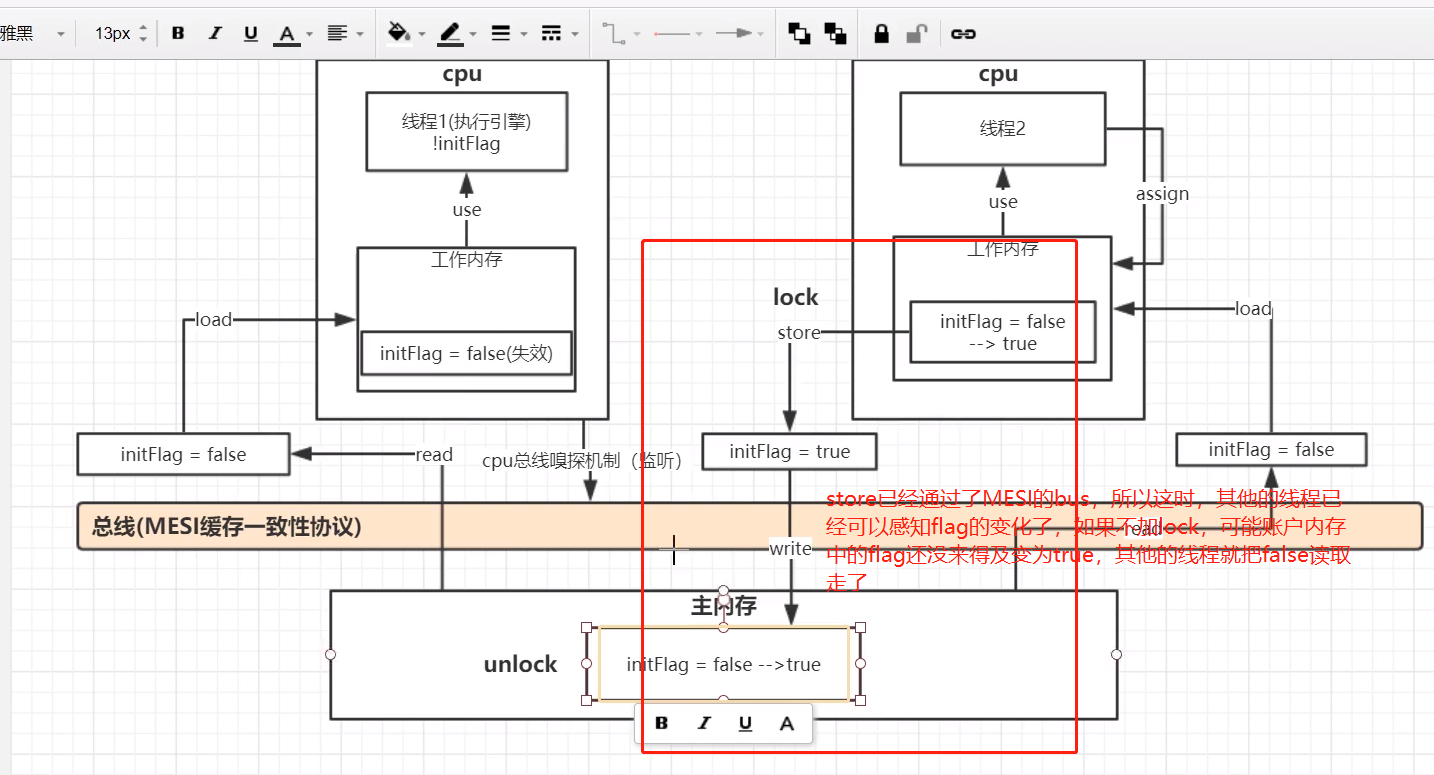 雅黑
13px
B I U A
cpu
cpu
线程1(执行引擎)
!initFlag
线程2
use
use
assign
工作内存
工作内存
lock
load
store
initFlag = false
--> true
load
initFlag = false(失效)
initFlag = false
read
cpu总线嗅探机制（监听）
initFlag = true
initFlag = false
总线(MESI缓存一致性协议)
write
read
store已经通过了MESI的bus，所以这时，其他的线程已
经可以感知flag的变化了，如果不加lock，可能账户内存
中的flag还没来得及变为true，其他的线程就把false读取
走了
主内存
unlock
initFlag = false -->true
B I U A